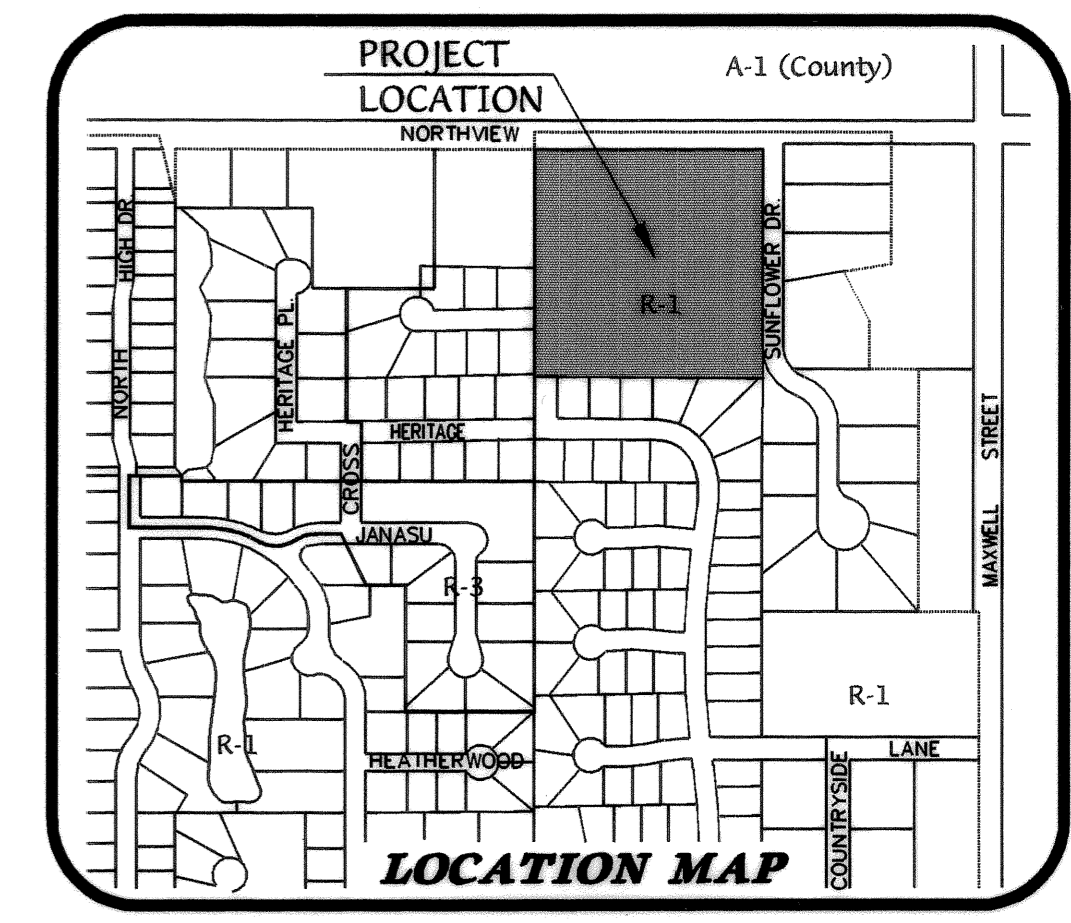 PROJECT
LOCATION
A-1 (County)
NORTHVIEW
NORTH HIGH DR.
HERITAGE PL.
R-1
SUNFLOWER DR.
HERITAGE
CROSS
JANASU
R-3
MAXWELL STREET
R-1
R-1
HEATHERWOOD
COUNTRYSIDE
LANE
LOCATION MAP